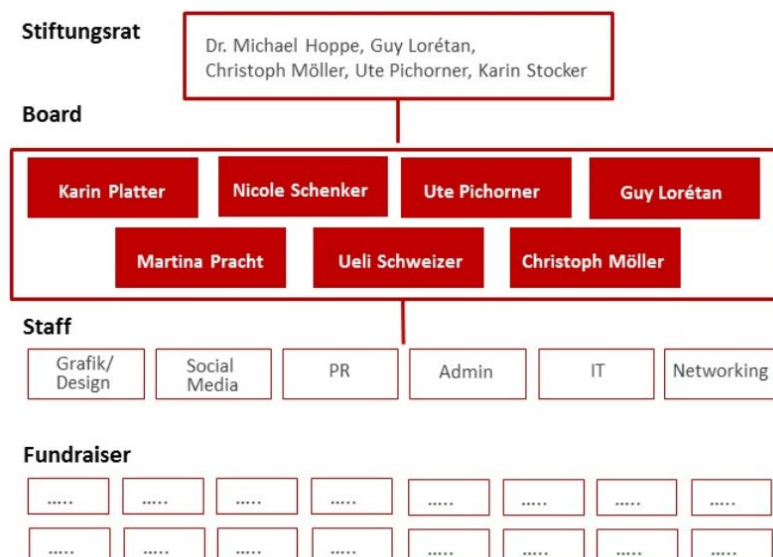 Stiftungsrat
Dr. Michael Hoppe, Guy Lorétan,
Christoph Möller, Ute Pichorner, Karin Stocker
Board
Karin Platter
Nicole Schenker
Ute Pichorner
Guy Lorétan
Martina Pracht
Ueli Schweizer
Christoph Möller
Staff
Grafik/
Design
Social
Media
PR
Admin
IT
Networking
Fundraiser
..... ..... ..... ..... ..... ..... ..... .....
..... ..... ..... ..... ..... ..... ..... .....